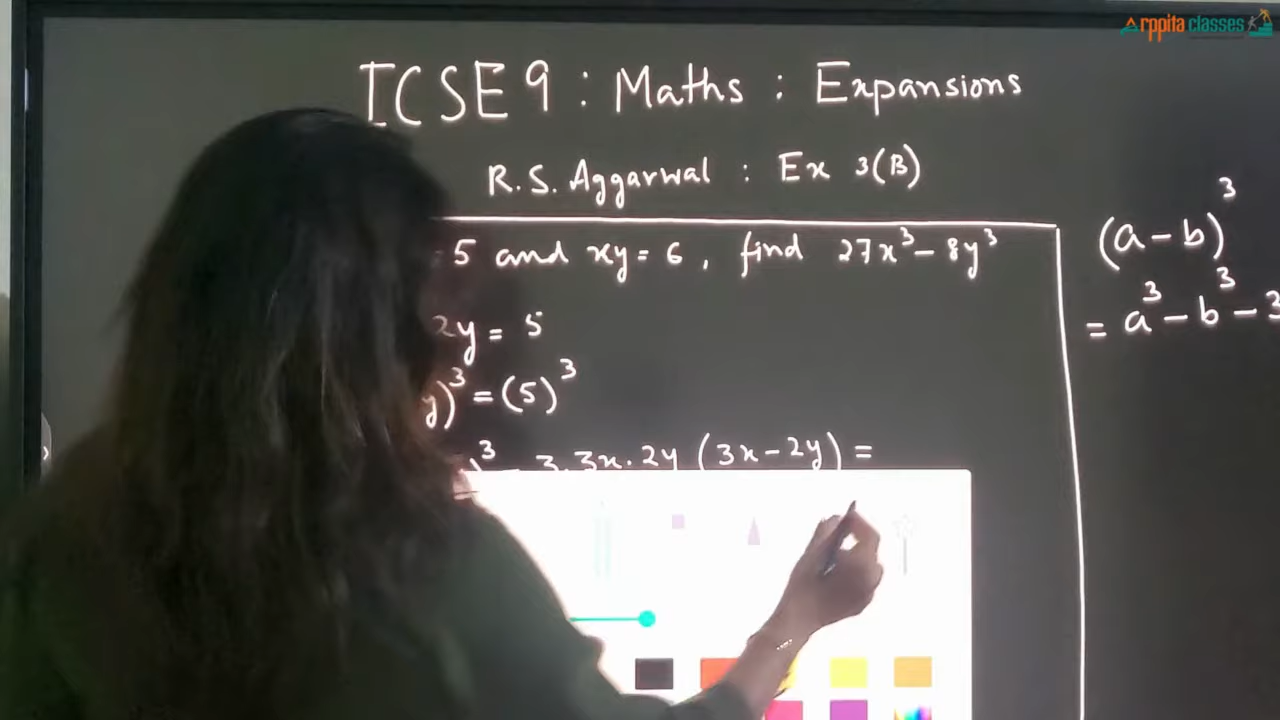 Arppita classes
ICSE 9 : Maths : Expansions
R.S. Aggarwal : Ex 3(B)
= 5 and xy = 6, find 27x³ - 8y³
2y = 5
y)³ = (5)³
)³ - 3.3x.2y (3x - 2y) =
(a - b)³
= a³ - b³ - 3